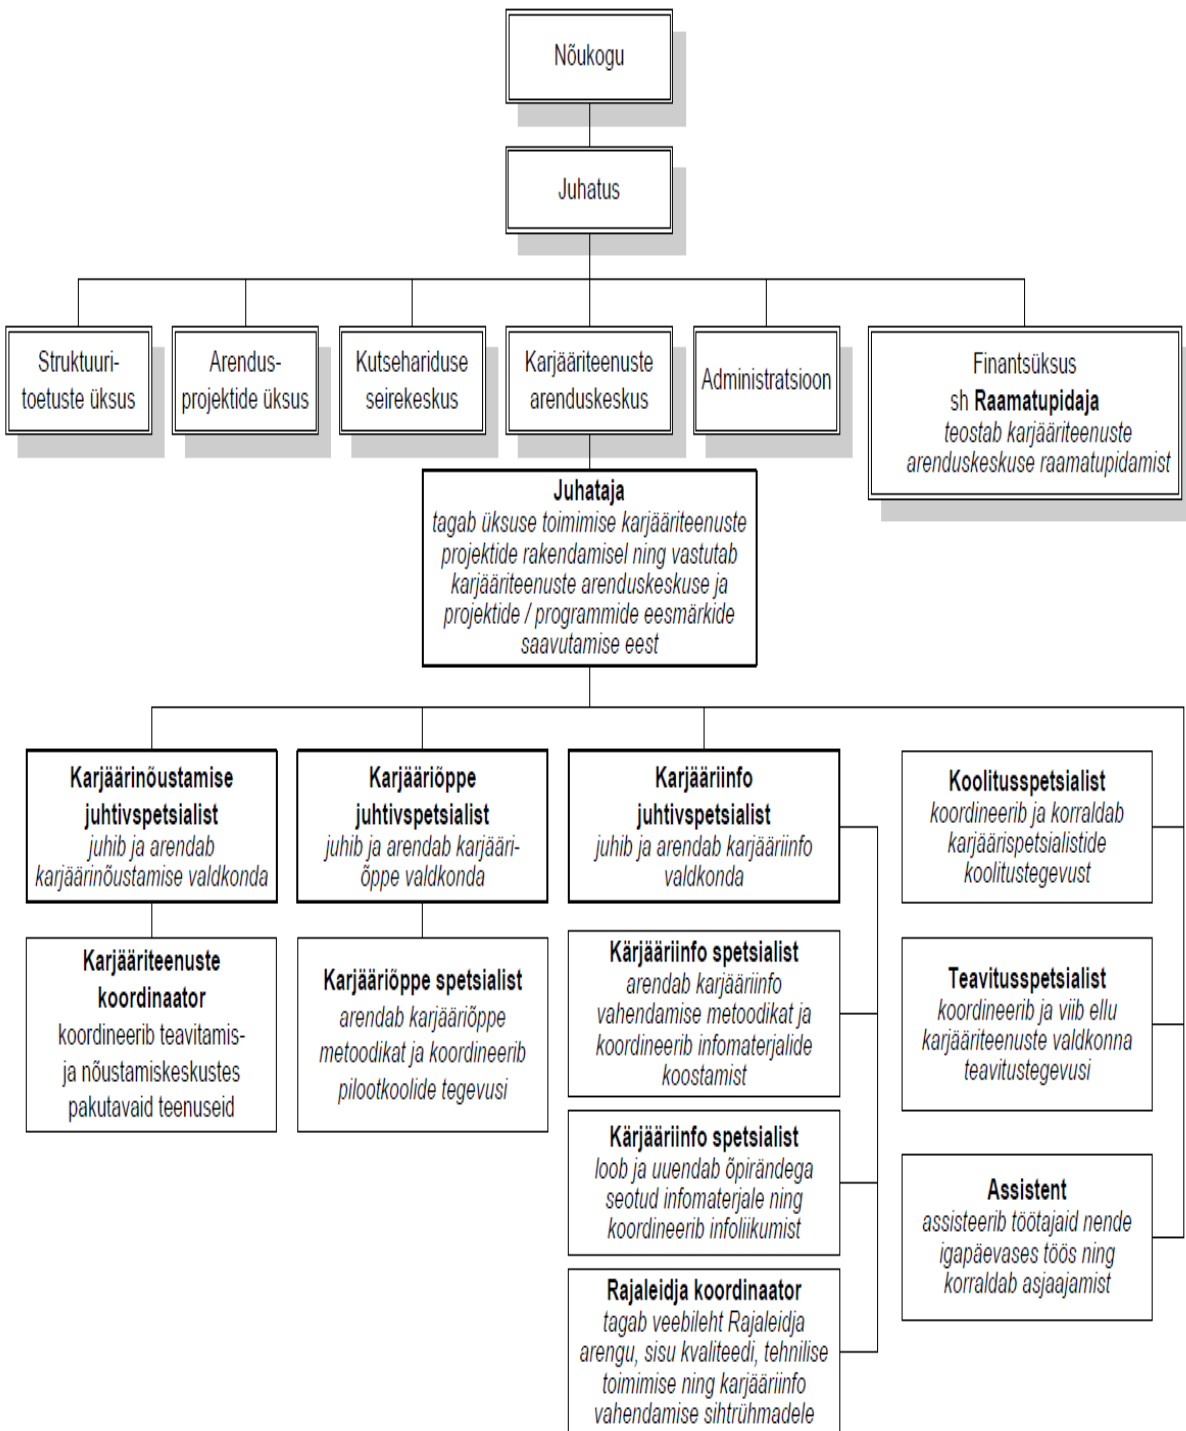 Nõukogu
Juhatus
Struktuuri-
toetuste üksus
Arendus-
projektide üksus
Kutsehariduse
seirekeskus
Karjääriteenuste
arenduskeskus
Administratsioon
Finantsüksus
sh Raamatupidaja
teostab karjääriteenuste
arenduskeskuse raamatupidamist
Juhataja
tagab üksuse toimimise karjääriteenuste
projektide rakendamisel ning vastutab
karjääriteenuste arenduskeskuse ja
projektide / programmide eesmärkide
saavutamise eest
Karjäärinõustamise
juhtivspetsialist
juhib ja arendab
karjäärinõustamise valdkonda
Karjääriõppe
juhtivspetsialist
juhib ja arendab karjääri-
õppe valdkonda
Karjääriinfo
juhtivspetsialist
juhib ja arendab karjääriinfo
valdkonda
Koolitusspetsialist
koordineerib ja korraldab
karjäärispetsialistide
koolitustegevust
Karjääriteenuste
koordinaator
koordineerib teavitamis-
ja nõustamiskeskustes
pakutavaid teenuseid
Karjääriõppe spetsialist
arendab karjääriõppe
metoodikat ja koordineerib
pilootkoolide tegevusi
Kärjääriinfo spetsialist
arendab karjääriinfo
vahendamise metoodikat ja
koordineerib infomaterjalide
koostamist
Teavitusspetsialist
koordineerib ja viib ellu
karjääriteenuste valdkonna
teavitustegevusi
Kärjääriinfo spetsialist
loob ja uuendab õpirändega
seotud infomaterjale ning
koordineerib infoliikumist
Assistent
assisteerib töötajaid nende
igapäevases töös ning
korraldab asjaajamist
Rajaleidja koordinaator
tagab veebileht Rajaleidja
arengu, sisu kvaliteedi, tehnilise
toimimise ning karjääriinfo
vahendamise sihtrühmadele